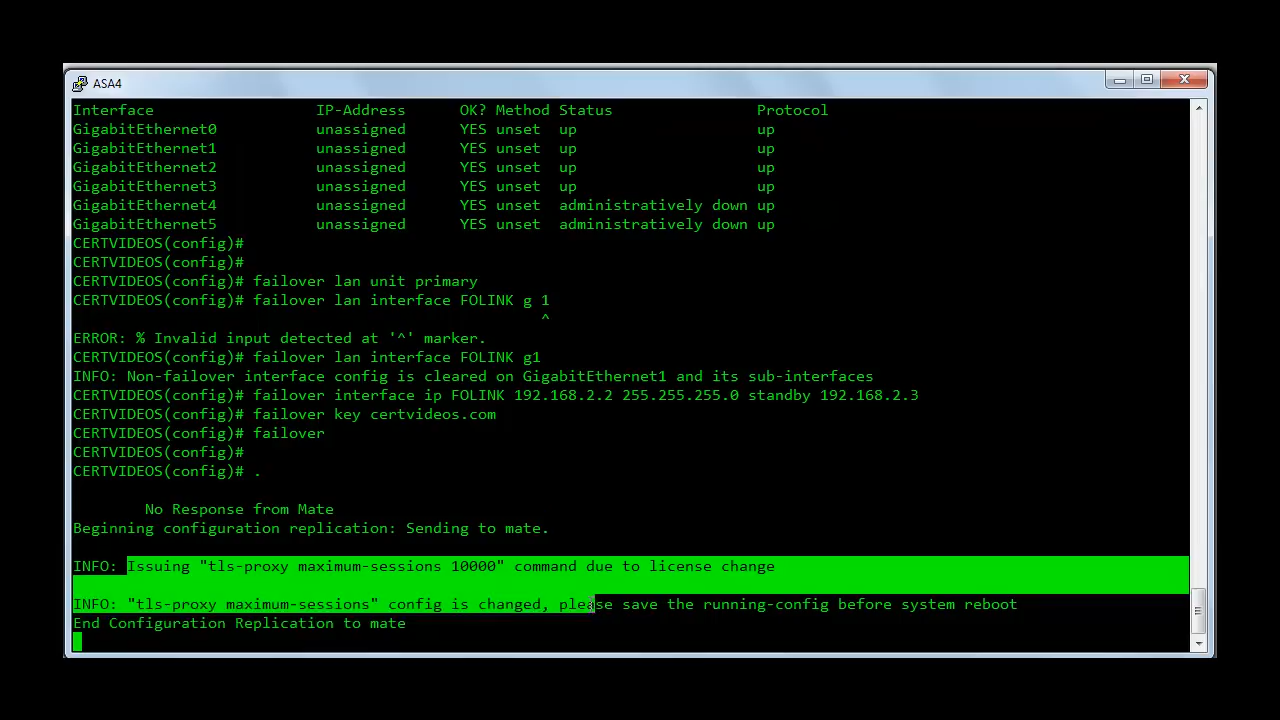 ASA4
Interface IP-Address OK? Method Status Protocol
GigabitEthernet0 unassigned YES unset up up
GigabitEthernet1 unassigned YES unset up up
GigabitEthernet2 unassigned YES unset up up
GigabitEthernet3 unassigned YES unset up up
GigabitEthernet4 unassigned YES unset administratively down up
GigabitEthernet5 unassigned YES unset administratively down up
CERTVIDEOS(config)#
CERTVIDEOS(config)#
CERTVIDEOS(config)# failover lan unit primary
CERTVIDEOS(config)# failover lan interface FOLINK g 1
^
ERROR: % Invalid input detected at '^' marker.
CERTVIDEOS(config)# failover lan interface FOLINK g1
INFO: Non-failover interface config is cleared on GigabitEthernet1 and its sub-interfaces
CERTVIDEOS(config)# failover interface ip FOLINK 192.168.2.2 255.255.255.0 standby 192.168.2.3
CERTVIDEOS(config)# failover key certvideos.com
CERTVIDEOS(config)# failover
CERTVIDEOS(config)#
CERTVIDEOS(config)# .
No Response from Mate
Beginning configuration replication: Sending to mate.
INFO: Issuing "tls-proxy maximum-sessions 10000" command due to license change
INFO: "tls-proxy maximum-sessions" config is changed, please save the running-config before system reboot
End Configuration Replication to mate